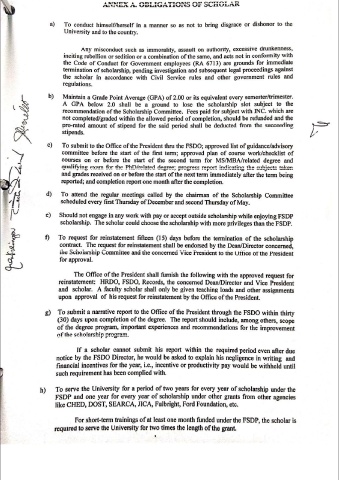 ANNEX A. OBLIGATIONS OF SCHOLAR
a) To conduct himself/herself in a manner so as not to bring disgrace or dishonor to the
University and to the country.
Any misconduct such as immorality, assault on authority, excessive drunkenness,
inciting rebellion or sedition or a combination of the same, and acts not in conformity with
the Code of Conduct for Government employees (RA 6713) are grounds for immediate
termination of scholarship, pending investigation and subsequent legal proceedings against
the scholar in accordance with Civil Service rules and other government rules and
regulations.
b) Maintain a Grade Point Average (GPA) of 2.00 or its equivalent every semester/trimester.
A GPA below 2.0 shall be a ground to lose the scholarship slot subject to the
recommendation of the Scholarship Committee. Fees paid for subject with INC. which are
not completed/graded within the allowed period of completion, should be refunded and the
pro-rated amount of stipend for the said period shall be deducted from the succeeding
stipends.
c) To submit to the Office of the President thru the FSDO; approved list of guidance/advisory
committee before the start of the first term; approved plan of course work/checklist of
courses on or before the start of the second term for MS/MBA/related degree and
qualifying exam for the PhD/related degree; progress report indicating the subjects taken
and grades received on or before the start of the next term immediately after the term being
reported; and completion report one month after the completion.
d) To attend the regular meetings called by the chairman of the Scholarship Committee
scheduled every first Thursday of December and second Thursday of May.
e) Should not engage in any work with pay or accept outside scholarship while enjoying FSDP
scholarship. The scholar could choose the scholarship with more privileges than the FSDP.
f) To request for reinstatement fifteen (15) days before the termination of the scholarship
contract. The request for reinstatement shall be endorsed by the Dean/Director concerned,
the Scholarship Committee and the concerned Vice President to the Office of the President
for approval.
The Office of the President shall furnish the following with the approved request for
reinstatement: HRDO, FSDO, Records, the concerned Dean/Director and Vice President
and scholar. A faculty scholar shall only be given teaching loads and other assignments
upon approval of his request for reinstatement by the Office of the President.
g) To submit a narrative report to the Office of the President through the FSDO within thirty
(30) days upon completion of the degree. The report should include, among others, scope
of the degree program, important experiences and recommendations for the improvement
of the scholarship program.
If a scholar cannot submit his report within the required period even after due
notice by the FSDO Director, he would be asked to explain his negligence in writing and
financial incentives for the year, i.e., incentive or productivity pay would be withheld until
such requirement has been complied with.
h) To serve the University for a period of two years for every year of scholarship under the
FSDP and one year for every year of scholarship under other grants from other agencies
like CHED, DOST, SEARCA, JICA, Fulbright, Ford Foundation, etc.
For short-term trainings of at least one month funded under the FSDP, the scholar is
required to serve the University for two times the length of the grant.